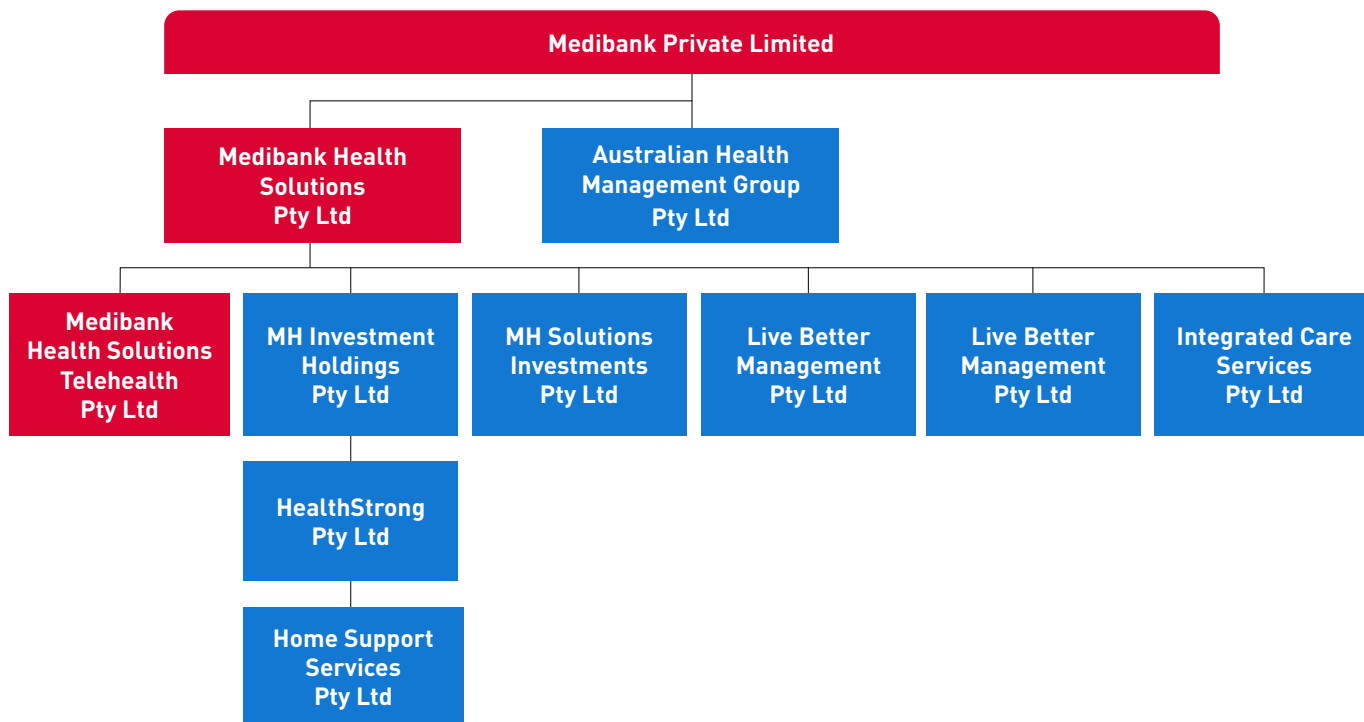 Medibank Private Limited
Medibank Health
Solutions
Pty Ltd
Australian Health
Management Group
Pty Ltd
Medibank
Health Solutions
Telehealth
Pty Ltd
MH Investment
Holdings
Pty Ltd
MH Solutions
Investments
Pty Ltd
Live Better
Management
Pty Ltd
Live Better
Management
Pty Ltd
Integrated Care
Services
Pty Ltd
HealthStrong
Pty Ltd
Home Support
Services
Pty Ltd